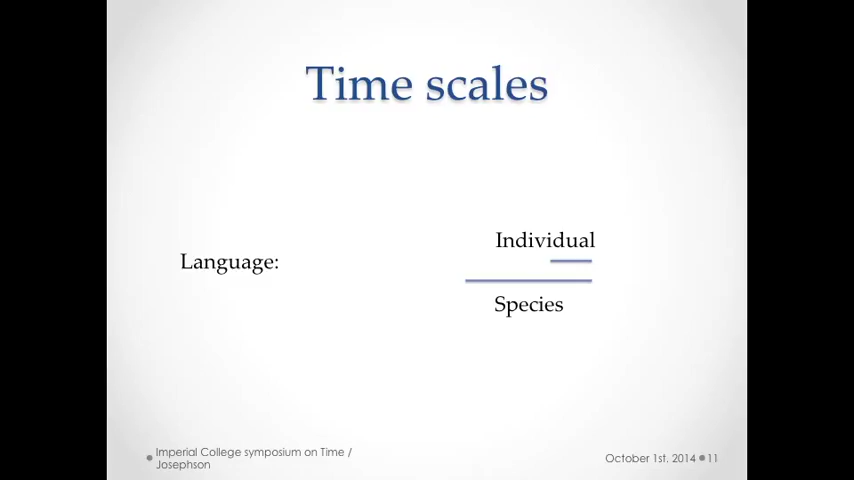 Time scales
Individual
Language:
Species
Imperial College symposium on Time /
Josephson
October 1st. 2014 11